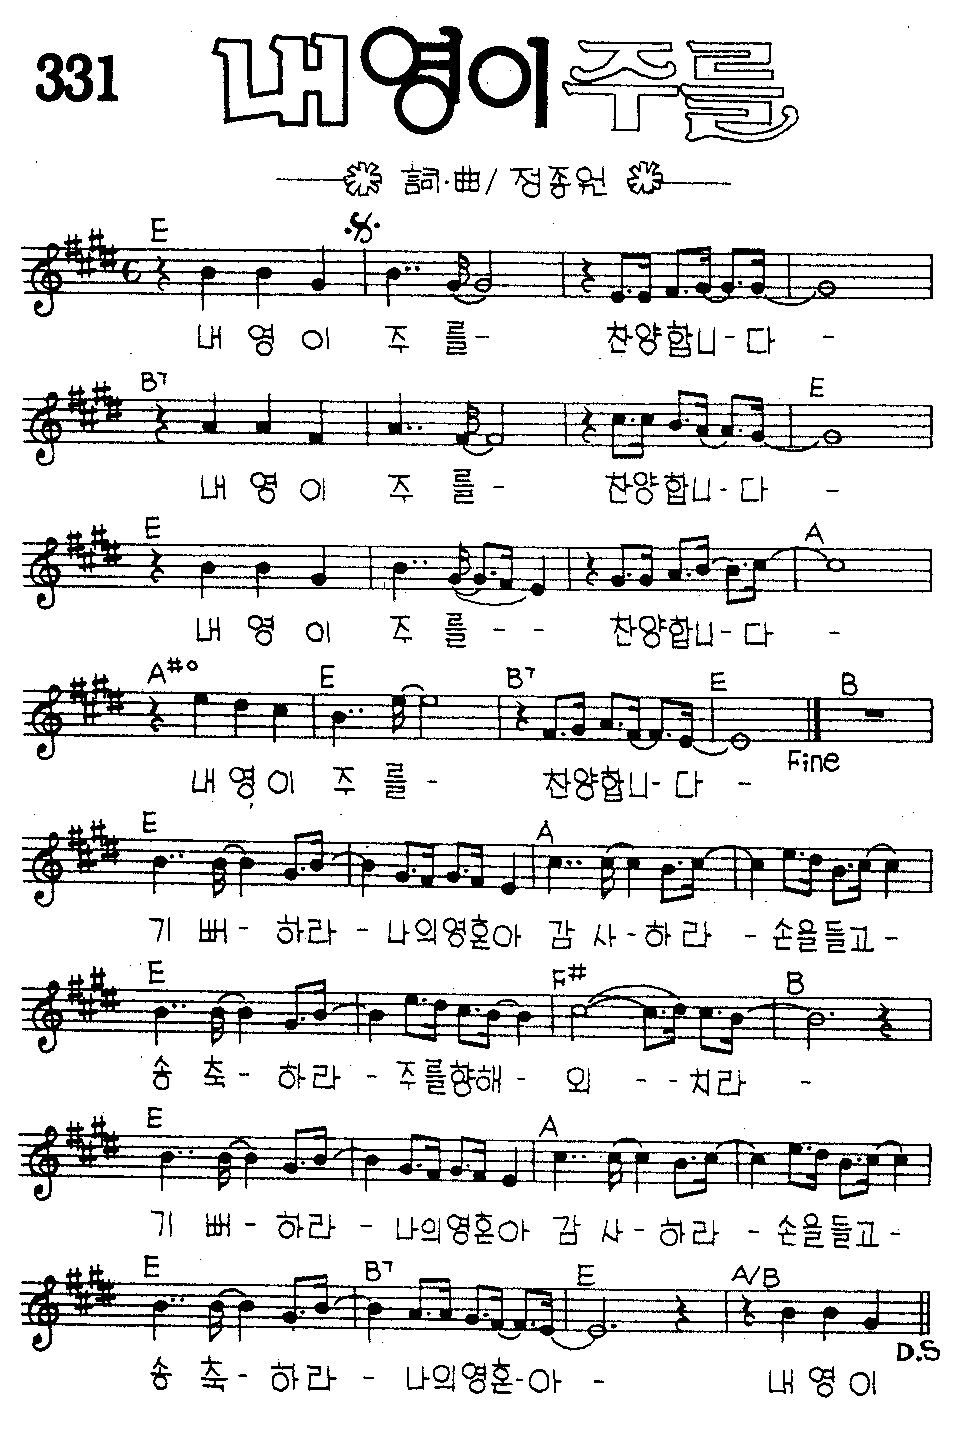 331 내 영이 주를
詞·曲/ 정종원
E
내 영 이 주 를- 찬양합니-다 -
B7 E
내 영 이 주 를 - 찬양합니-다 -
E A
내 영 이 주 를 - - 찬양합니-다 -
A#° E B7 E B
Fine
내 영 이 주 를 - 찬양합니-다 -
E A
기 뻐- 하라 -나의영혼아 감 사-하라 -손을들고-
E F# B
송 축- 하라 -주를향해- 외 --치라 -
E A
기 뻐-하라 -나의영혼아 감 사-하라 -손을들고-
E B7 E A/B
D.S
송 축-하라 -나의영혼-아 - 내 영 이